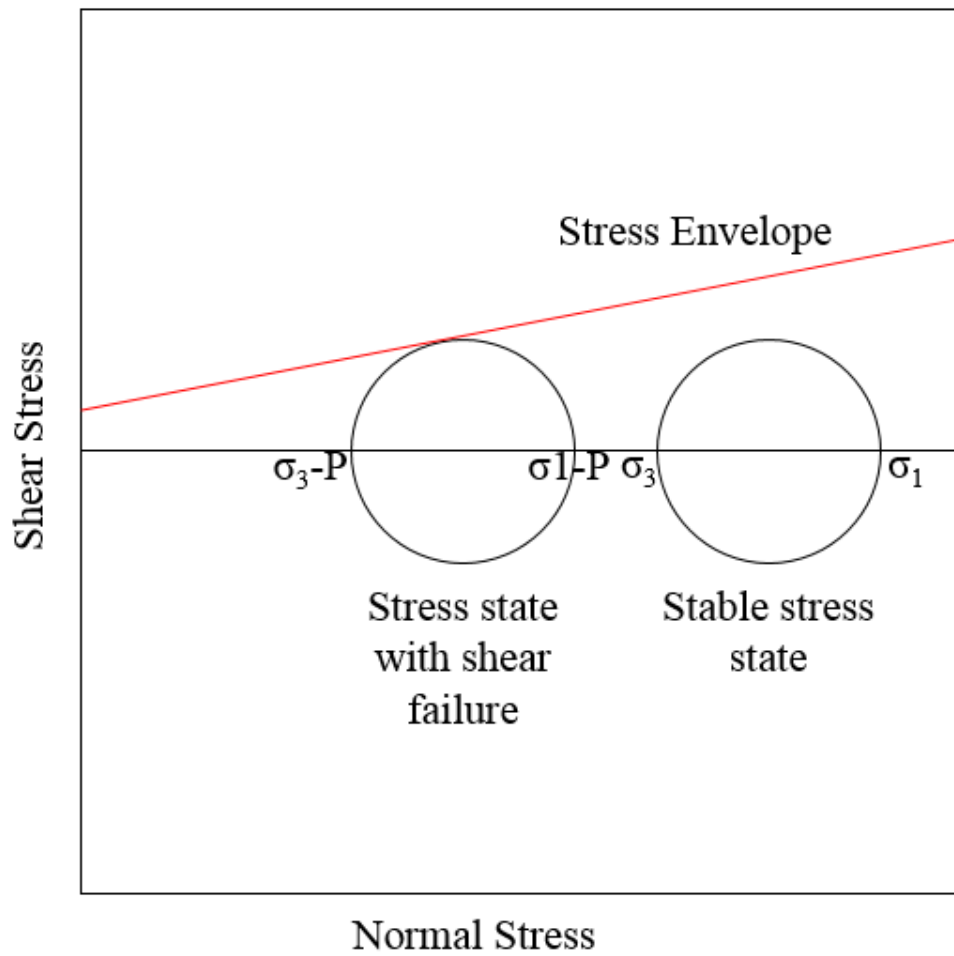 Stress Envelope
Shear Stress
σ₃-P
σ1-P
σ₃
σ₁
Stress state
with shear
failure
Stable stress
state
Normal Stress